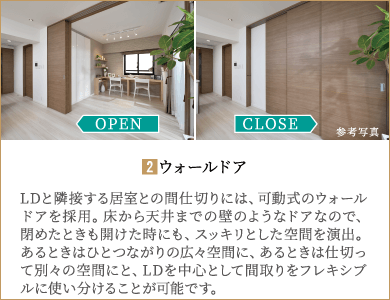 OPEN
CLOSE
参考写真
2 ウォールドア
LDと隣接する居室との間仕切りには、可動式のウォール
ドアを採用。床から天井までの壁のようなドアなので、
閉めたときも開けた時にも、スッキリとした空間を演出。
あるときはひとつながりの広々空間に、あるときは仕切っ
て別々の空間にと、LDを中心として間取りをフレキシブ
ルに使い分けることが可能です。